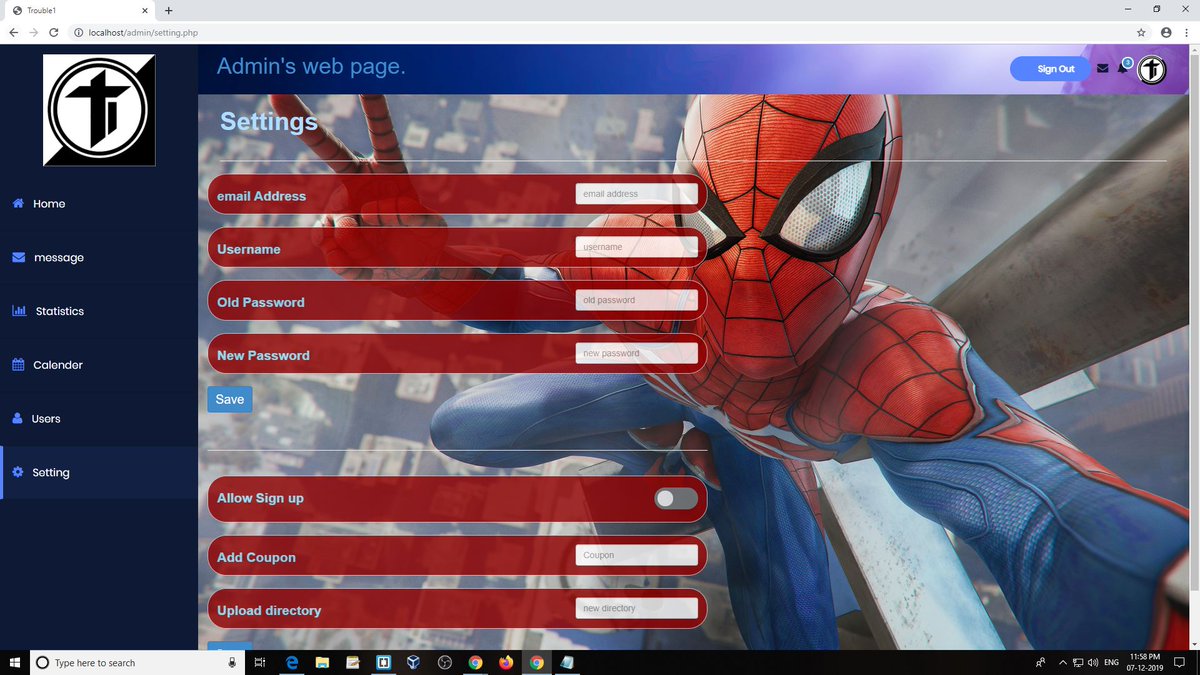 Trouble1
localhost/admin/setting.php
Admin's web page.
Sign Out
3
Settings
Home
message
Statistics
Calender
Users
Setting
email Address
email address
Username
username
Old Password
old password
New Password
new password
Save
Allow Sign up
Add Coupon
Coupon
Upload directory
new directory
Type here to search
ENG
11:58 PM
07-12-2019